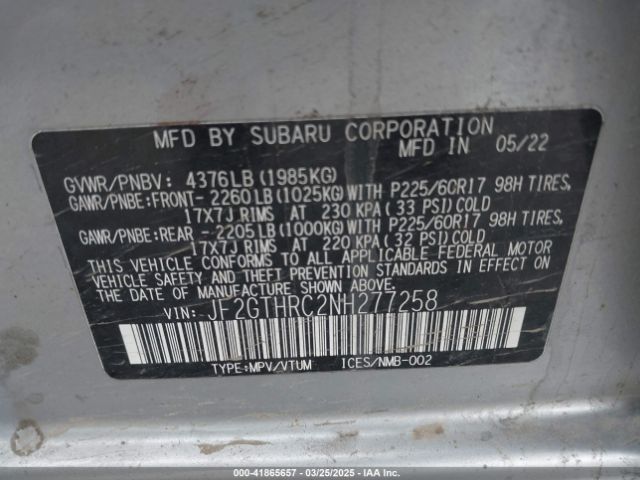 MFD BY SUBARU CORPORATION
MFD IN 05/22
GVWR/PNBV: 4376LB (1985KG)
GAWR/PNBE:FRONT- 2260LB (1025KG) WITH P225/60R17 98H TIRES,
17X7J RIMS AT 230 KPA (33 PSI) COLD
GAWR/PNBE:REAR - 2205LB (1000KG) WITH P225/60R17 98H TIRES,
17X7J RIMS AT 220 KPA (32 PSI) COLD
THIS VEHICLE CONFORMS TO ALL APPLICABLE FEDERAL MOTOR
VEHICLE SAFETY AND THEFT PREVENTION STANDARDS IN EFFECT ON
THE DATE OF MANUFACTURE SHOWN ABOVE.
VIN: JF2GTHRC2NH277258
TYPE:MPV/VTUM ICES/NMB-002
000-41865657 - 03/25/2025 - IAA Inc.